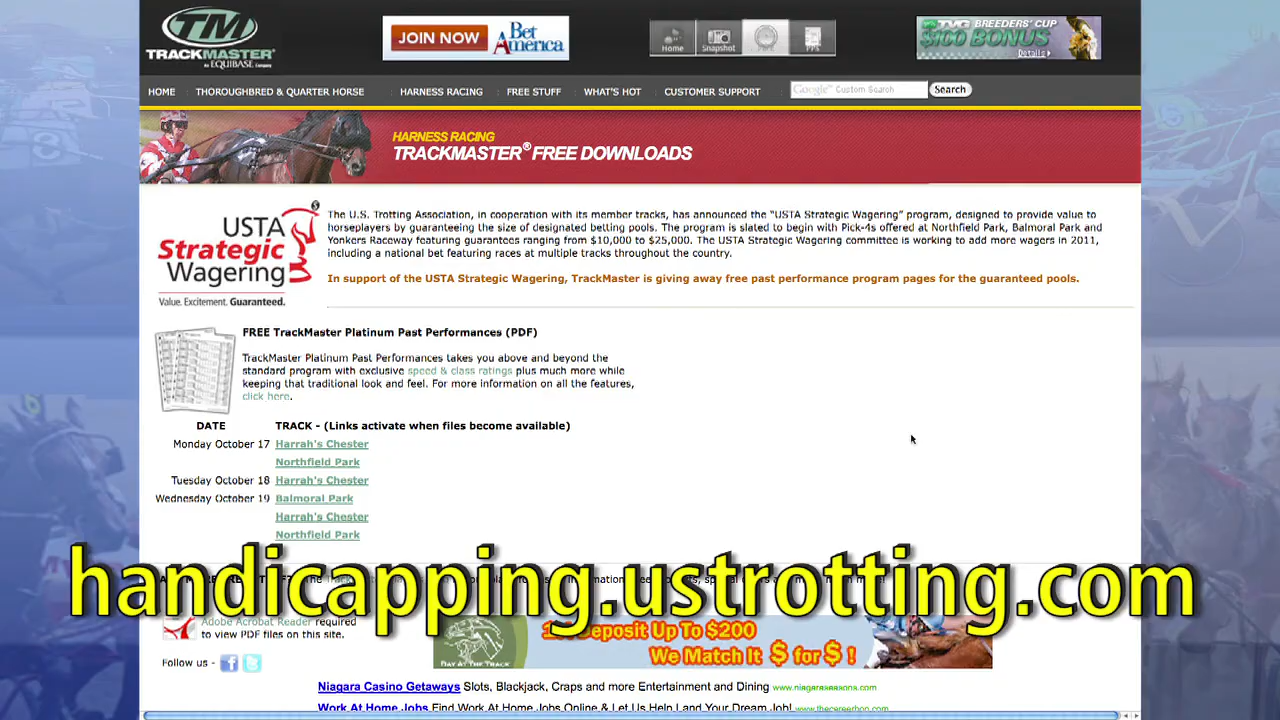 TM
TRACKMASTER
An EQUIBASE Company
JOIN NOW
Bet America
Home
Snapshot
PPS
TVG BREEDERS' CUP
$100 BONUS
Details
HOME
THOROUGHBRED & QUARTER HORSE
HARNESS RACING
FREE STUFF
WHAT'S HOT
CUSTOMER SUPPORT
Google™ Custom Search
Search
HARNESS RACING
TRACKMASTER® FREE DOWNLOADS
USTA
Strategic
Wagering
Value. Excitement. Guaranteed.
The U.S. Trotting Association, in cooperation with its member tracks, has announced the "USTA Strategic Wagering" program, designed to provide value to
horseplayers by guaranteeing the size of designated betting pools. The program is slated to begin with Pick-4s offered at Northfield Park, Balmoral Park and
Yonkers Raceway featuring guarantees ranging from $10,000 to $25,000. The USTA Strategic Wagering committee is working to add more wagers in 2011,
including a national bet featuring races at multiple tracks throughout the country.
In support of the USTA Strategic Wagering, TrackMaster is giving away free past performance program pages for the guaranteed pools.
FREE TrackMaster Platinum Past Performances (PDF)
TrackMaster Platinum Past Performances takes you above and beyond the
standard program with exclusive speed & class ratings plus much more while
keeping that traditional look and feel. For more information on all the features,
click here.
DATE TRACK - (Links activate when files become available)
Monday October 17 Harrah's Chester
Northfield Park
Tuesday October 18 Harrah's Chester
Wednesday October 19 Balmoral Park
Harrah's Chester
Northfield Park
handicapping.ustrotting.com
Adobe Acrobat Reader required
to view PDF files on this site.
Follow us -
DAY AT THE TRACK
Deposit Up To $200
We Match It $ for $ !
Niagara Casino Getaways Slots, Blackjack, Craps and more Entertainment and Dining www.niagaraseasons.com
Work At Home Jobs Find Work At Home Jobs Online & Let Us Help Land Your Dream Job! www.thecareerhop.com